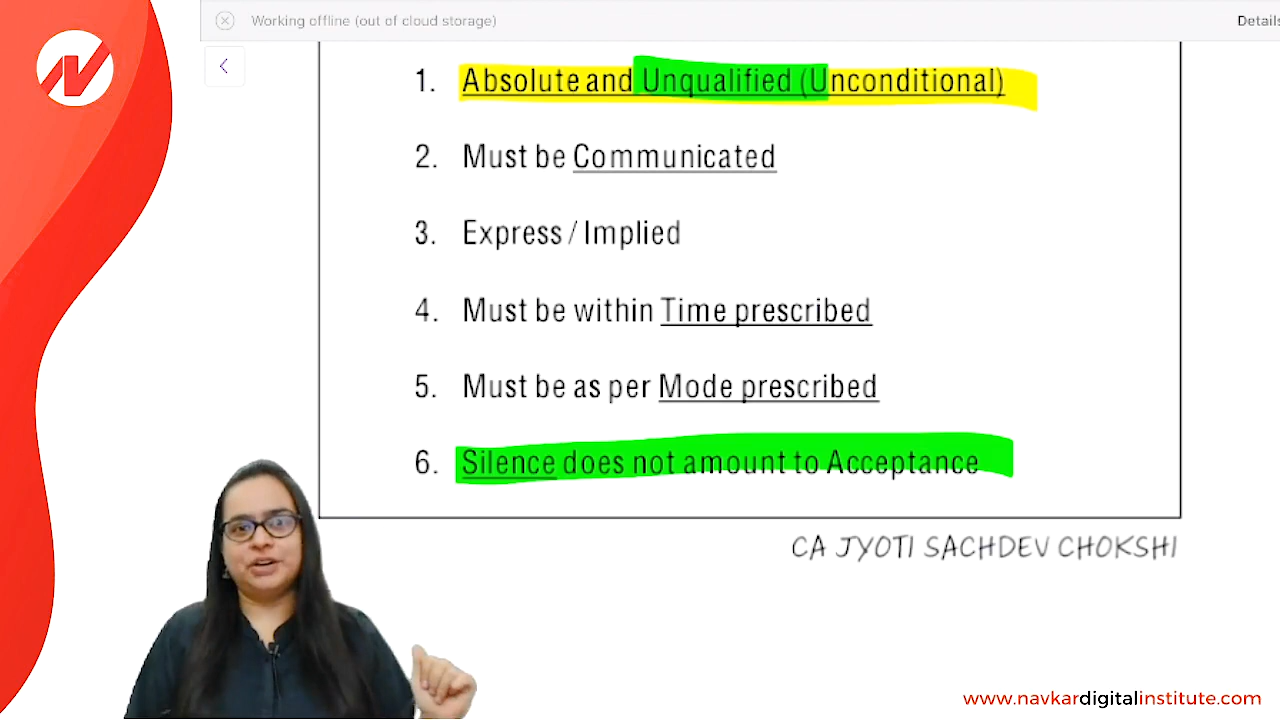 Working offline (out of cloud storage)
Details
1. Absolute and Unqualified (Unconditional)
2. Must be Communicated
3. Express / Implied
4. Must be within Time prescribed
5. Must be as per Mode prescribed
6. Silence does not amount to Acceptance
CA JYOTI SACHDEV CHOKSHI
www.navkardigitalinstitute.com